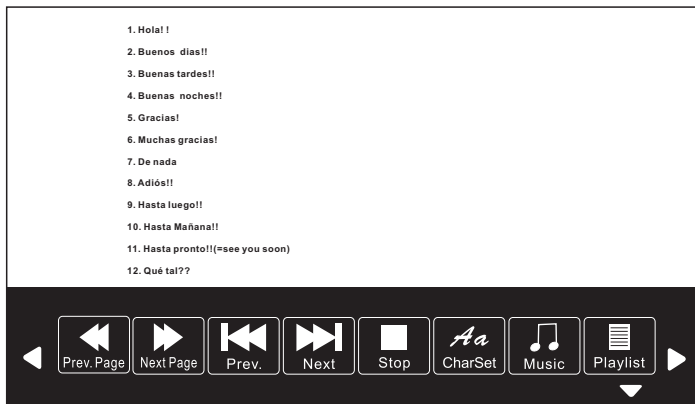 1. Hola! !
2. Buenos dias!!
3. Buenas tardes!!
4. Buenas noches!!
5. Gracias!
6. Muchas gracias!
7. De nada
8. Adiós!!
9. Hasta luego!!
10. Hasta Mañana!!
11. Hasta pronto!!(=see you soon)
12. Qué tal??
Aa
Prev. Page Next Page Prev. Next Stop CharSet Music Playlist